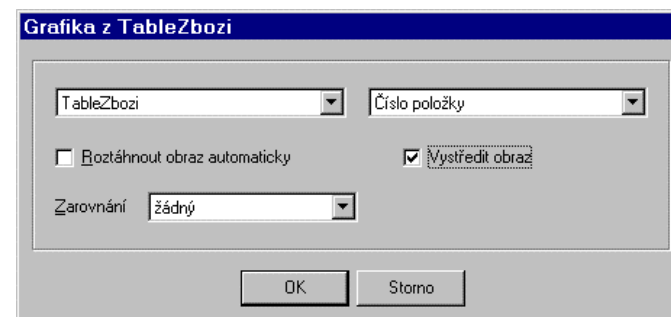 Grafika z TableZbozi
TableZbozi Číslo položky
Roztáhnout obraz automaticky Vystředit obraz
Zarovnání žádný
OK Storno